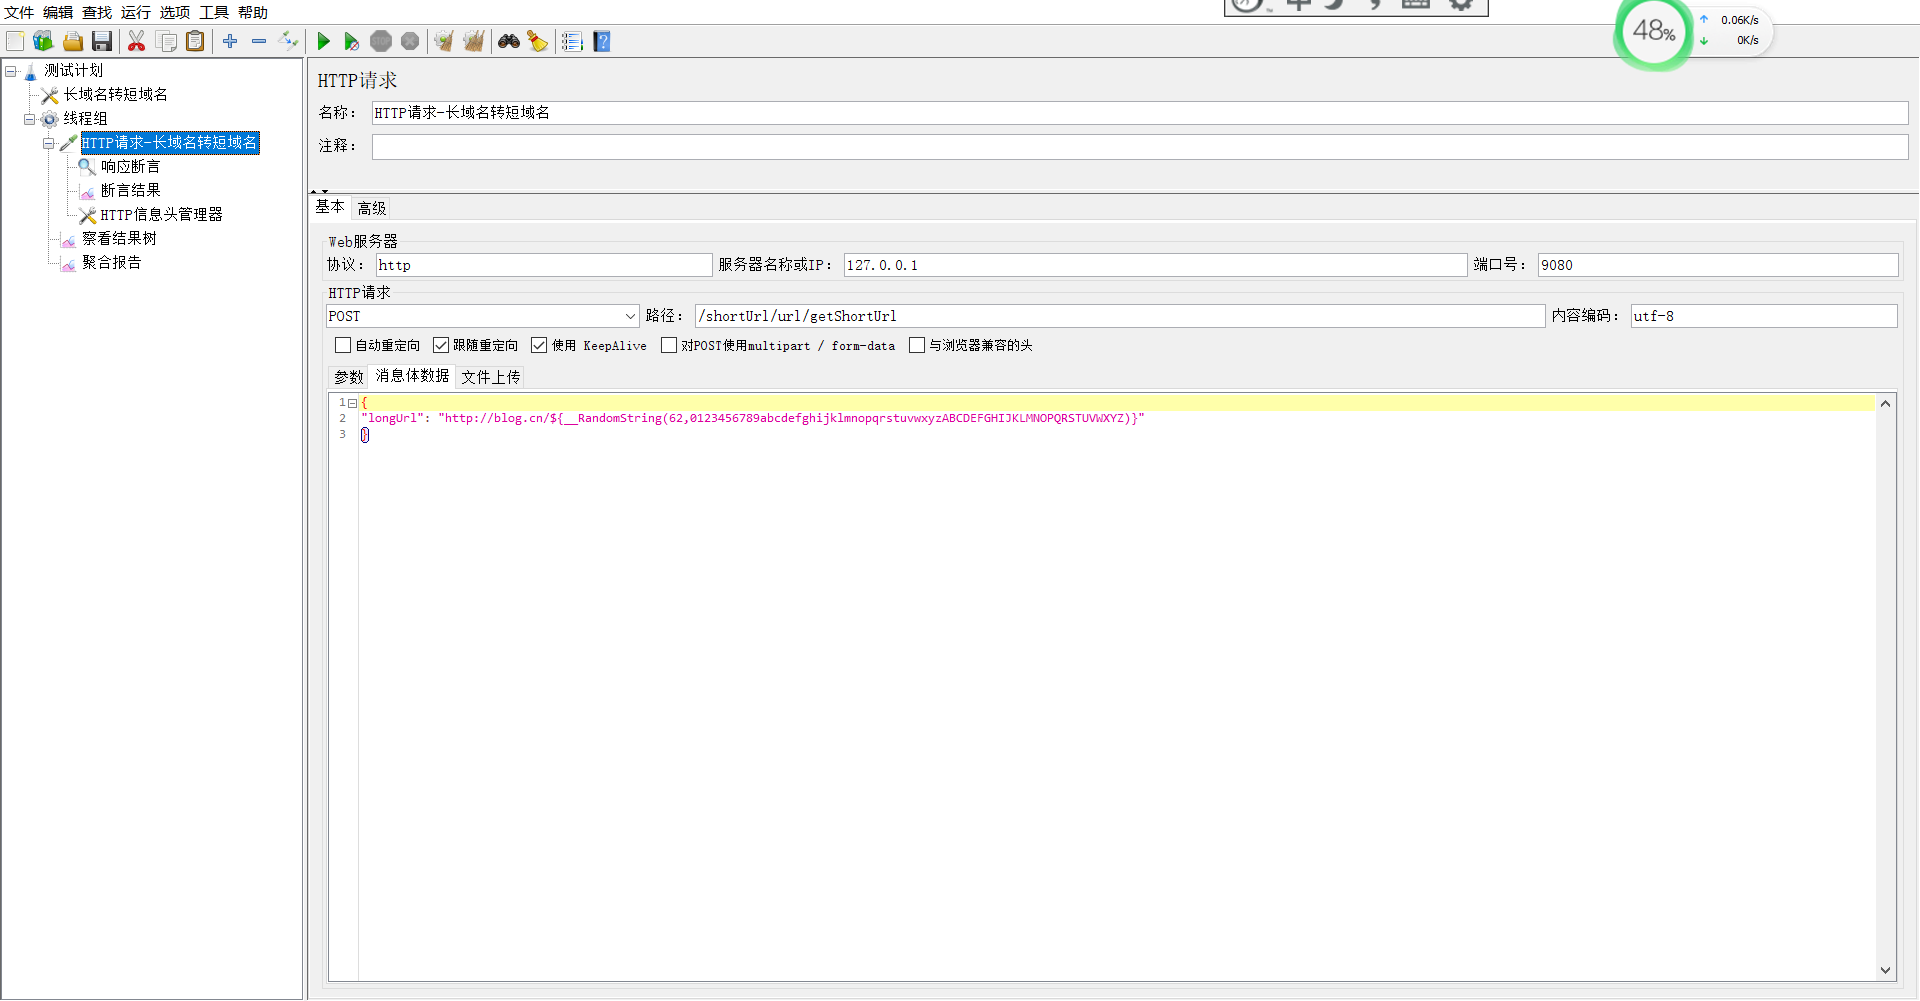 文件 编辑 查找 运行 选项 工具 帮助
48%
0.06K/s
0K/s
STOP
测试计划
长域名转短域名
线程组
HTTP请求-长域名转短域名
响应断言
断言结果
HTTP信息头管理器
察看结果树
聚合报告
HTTP请求
名称： HTTP请求-长域名转短域名
注释：
基本 高级
Web服务器
协议： http 服务器名称或IP： 127.0.0.1 端口号： 9080
HTTP请求
POST 路径： /shortUrl/url/getShortUrl 内容编码： utf-8
自动重定向 跟随重定向 使用 KeepAlive 对POST使用multipart / form-data 与浏览器兼容的头
参数 消息体数据 文件上传
1 {
2 "longUrl": "http://blog.cn/${__RandomString(62,0123456789abcdefghijklmnopqrstuvwxyzABCDEFGHIJKLMNOPQRSTUVWXYZ)}"
3 }